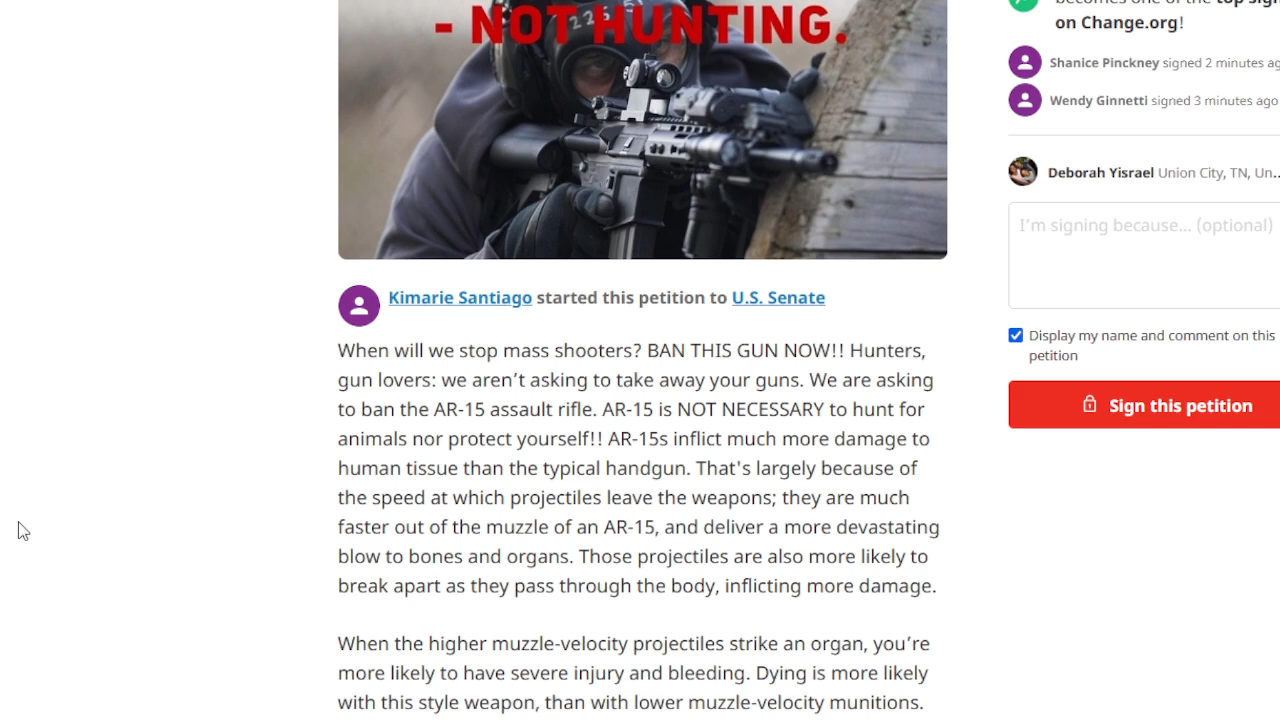 - NOT HUNTING.
becomes one of the top sig
on Change.org!
Shanice Pinckney signed 2 minutes ag
Wendy Ginnetti signed 3 minutes ago
Deborah Yisrael Union City, TN, Un...
I'm signing because... (optional)
Display my name and comment on this
petition
Sign this petition
Kimarie Santiago started this petition to U.S. Senate
When will we stop mass shooters? BAN THIS GUN NOW!! Hunters,
gun lovers: we aren't asking to take away your guns. We are asking
to ban the AR-15 assault rifle. AR-15 is NOT NECESSARY to hunt for
animals nor protect yourself!! AR-15s inflict much more damage to
human tissue than the typical handgun. That's largely because of
the speed at which projectiles leave the weapons; they are much
faster out of the muzzle of an AR-15, and deliver a more devastating
blow to bones and organs. Those projectiles are also more likely to
break apart as they pass through the body, inflicting more damage.
When the higher muzzle-velocity projectiles strike an organ, you're
more likely to have severe injury and bleeding. Dying is more likely
with this style weapon, than with lower muzzle-velocity munitions.